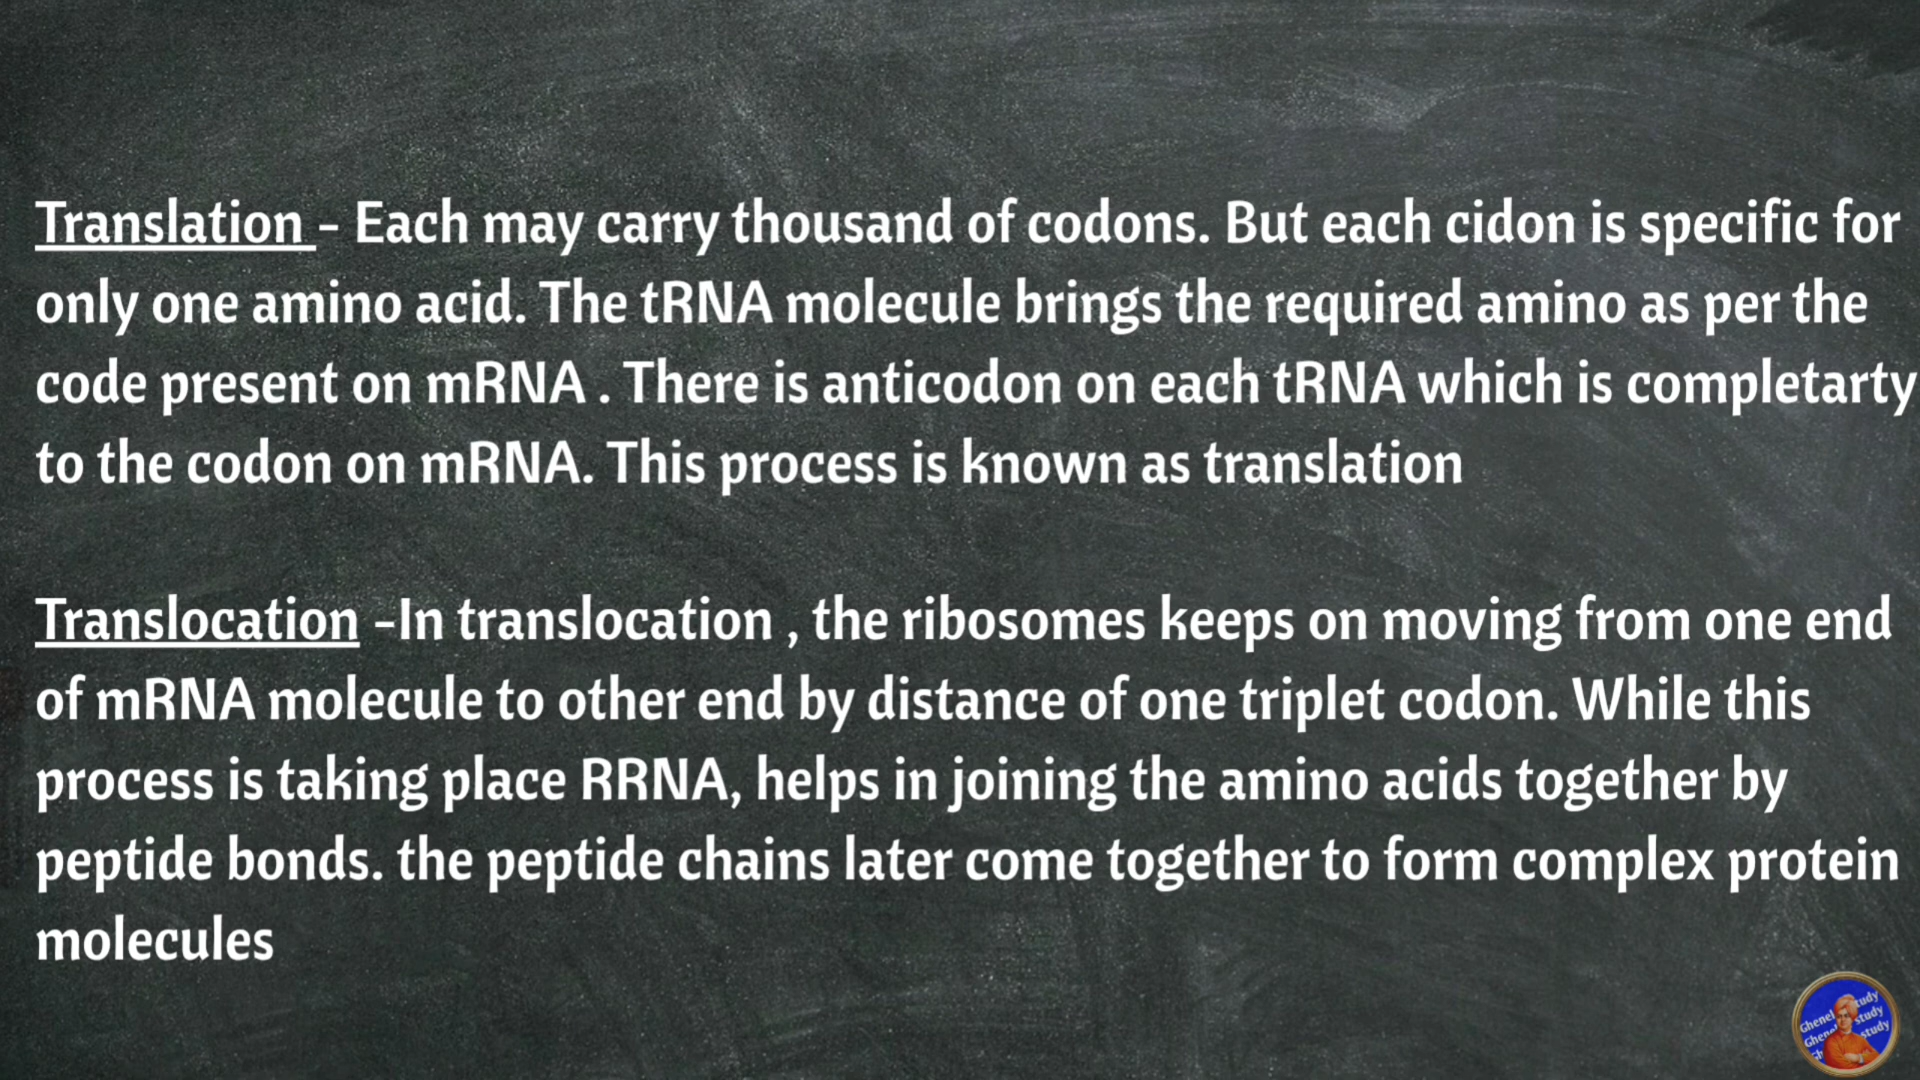 Translation - Each may carry thousand of codons. But each cidon is specific for
only one amino acid. The tRNA molecule brings the required amino as per the
code present on mRNA . There is anticodon on each tRNA which is completarty
to the codon on mRNA. This process is known as translation
Translocation -In translocation , the ribosomes keeps on moving from one end
of mRNA molecule to other end by distance of one triplet codon. While this
process is taking place RRNA, helps in joining the amino acids together by
peptide bonds. the peptide chains later come together to form complex protein
molecules
Ghenel study
study